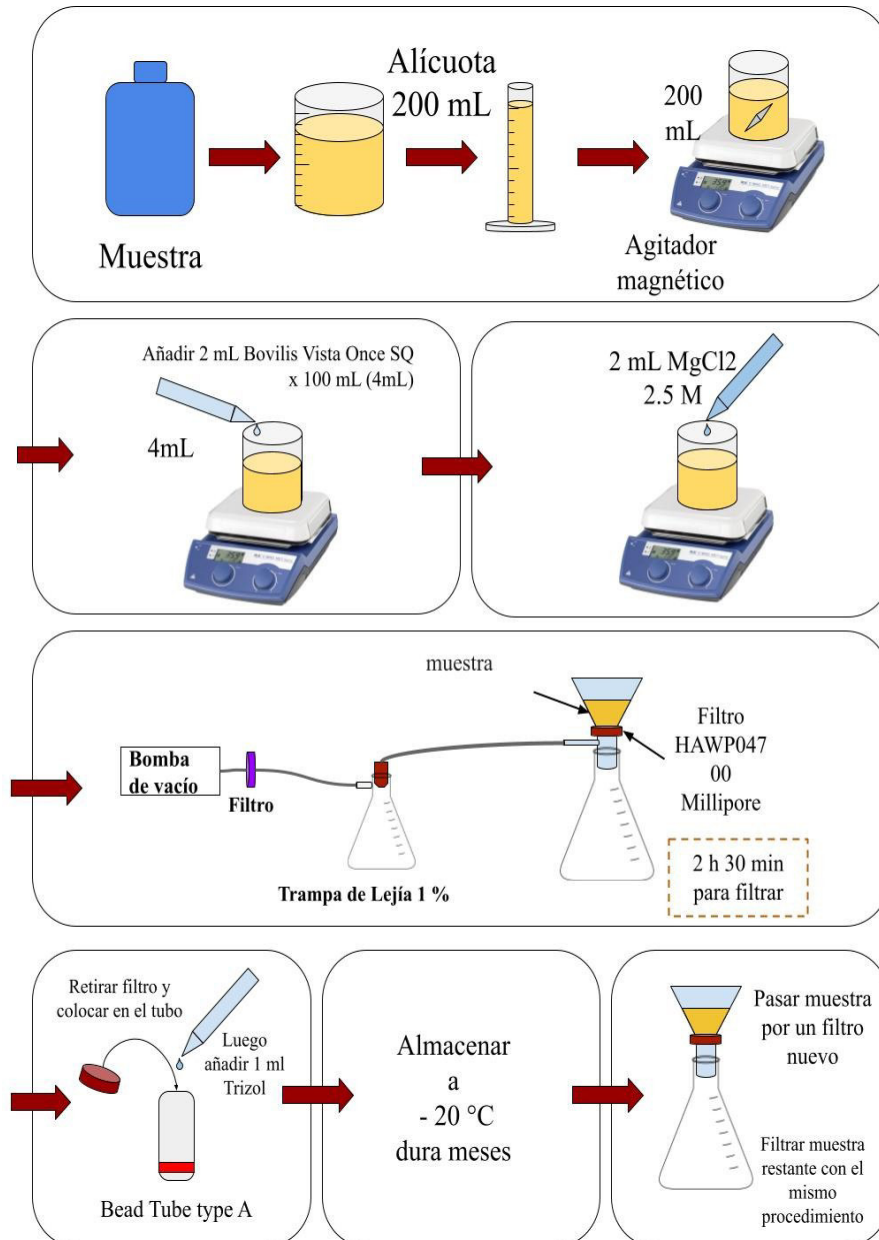 Alícuota
200 mL
200
mL
Muestra
Agitador
magnético
Añadir 2 mL Bovilis Vista Once SQ
x 100 mL (4mL)
4mL
2 mL MgCl2
2.5 M
muestra
Bomba
de vacío
Filtro
Filtro
HAWP047
00
Millipore
Trampa de Lejía 1 %
2 h 30 min
para filtrar
Retirar filtro y
colocar en el tubo
Luego
añadir 1 ml
Trizol
Bead Tube type A
Almacenar
a
- 20 °C
dura meses
Pasar muestra
por un filtro
nuevo
Filtrar muestra
restante con el
mismo
procedimiento